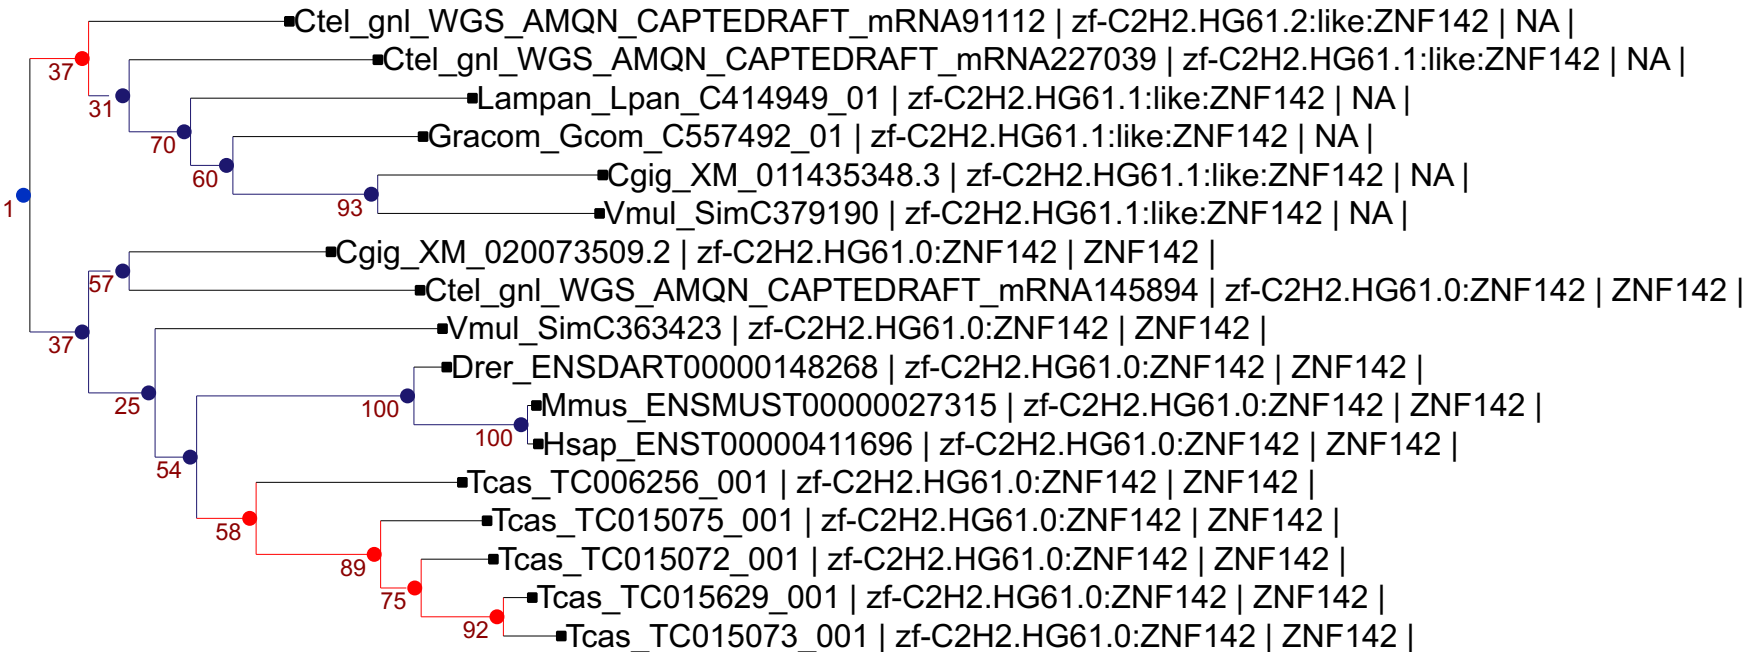 Ctel_gnl_WGS_AMQN_CAPTEDRAFT_mRNA91112 | zf-C2H2.HG61.2:like:ZNF142 | NA |
37
Ctel_gnl_WGS_AMQN_CAPTEDRAFT_mRNA227039 | zf-C2H2.HG61.1:like:ZNF142 | NA |
31
Lampan_Lpan_C414949_01 | zf-C2H2.HG61.1:like:ZNF142 | NA |
70
Gracom_Gcom_C557492_01 | zf-C2H2.HG61.1:like:ZNF142 | NA |
60
Cgig_XM_011435348.3 | zf-C2H2.HG61.1:like:ZNF142 | NA |
1
93
Vmul_SimC379190 | zf-C2H2.HG61.1:like:ZNF142 | NA |
Cgig_XM_020073509.2 | zf-C2H2.HG61.0:ZNF142 | ZNF142 |
57
Ctel_gnl_WGS_AMQN_CAPTEDRAFT_mRNA145894 | zf-C2H2.HG61.0:ZNF142 | ZNF142 |
Vmul_SimC363423 | zf-C2H2.HG61.0:ZNF142 | ZNF142 |
37
Drer_ENSDART00000148268 | zf-C2H2.HG61.0:ZNF142 | ZNF142 |
25
100
Mmus_ENSMUST00000027315 | zf-C2H2.HG61.0:ZNF142 | ZNF142 |
100
Hsap_ENST00000411696 | zf-C2H2.HG61.0:ZNF142 | ZNF142 |
54
Tcas_TC006256_001 | zf-C2H2.HG61.0:ZNF142 | ZNF142 |
58
Tcas_TC015075_001 | zf-C2H2.HG61.0:ZNF142 | ZNF142 |
89
Tcas_TC015072_001 | zf-C2H2.HG61.0:ZNF142 | ZNF142 |
75
Tcas_TC015629_001 | zf-C2H2.HG61.0:ZNF142 | ZNF142 |
92
Tcas_TC015073_001 | zf-C2H2.HG61.0:ZNF142 | ZNF142 |